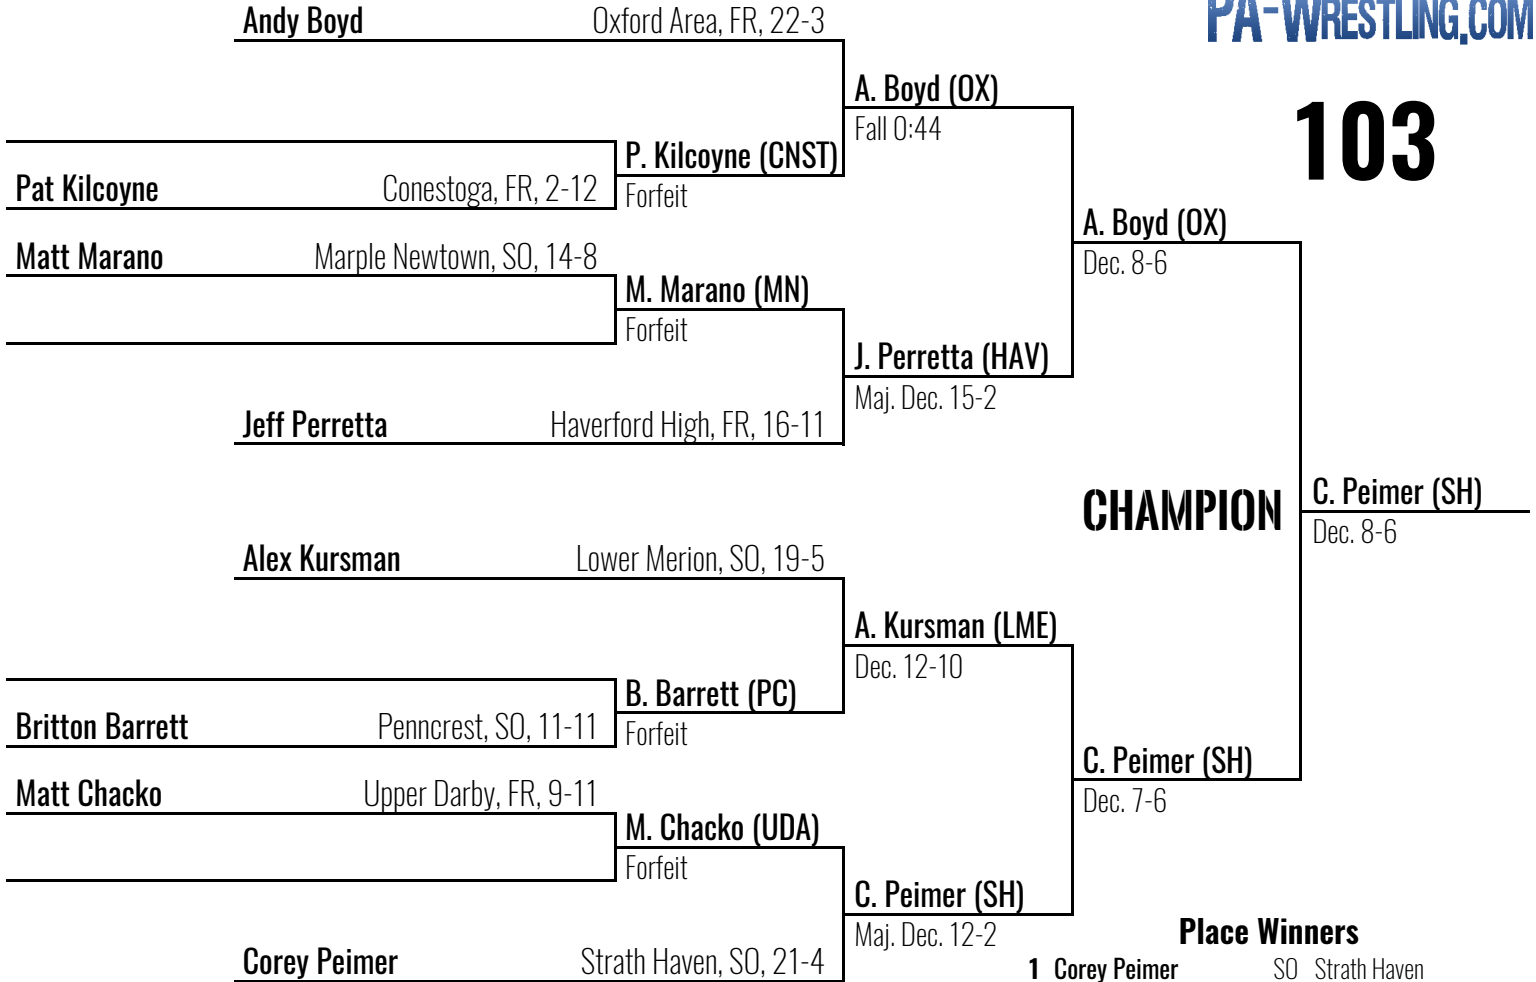 Andy Boyd Oxford Area, FR, 22-3
PA-WRESTLING.COM
A. Boyd (OX)
Fall 0:44
103
P. Kilcoyne (CNST)
Pat Kilcoyne Conestoga, FR, 2-12
Forfeit
A. Boyd (OX)
Matt Marano Marple Newtown, SO, 14-8
Dec. 8-6
M. Marano (MN)
Forfeit
J. Perretta (HAV)
Maj. Dec. 15-2
Jeff Perretta Haverford High, FR, 16-11
CHAMPION
C. Peimer (SH)
Dec. 8-6
Alex Kursman Lower Merion, SO, 19-5
A. Kursman (LME)
Dec. 12-10
B. Barrett (PC)
Britton Barrett Penncrest, SO, 11-11
Forfeit
C. Peimer (SH)
Matt Chacko Upper Darby, FR, 9-11
Dec. 7-6
M. Chacko (UDA)
Forfeit
C. Peimer (SH)
Maj. Dec. 12-2
Place Winners
Corey Peimer Strath Haven, SO, 21-4
1 Corey Peimer SO Strath Haven